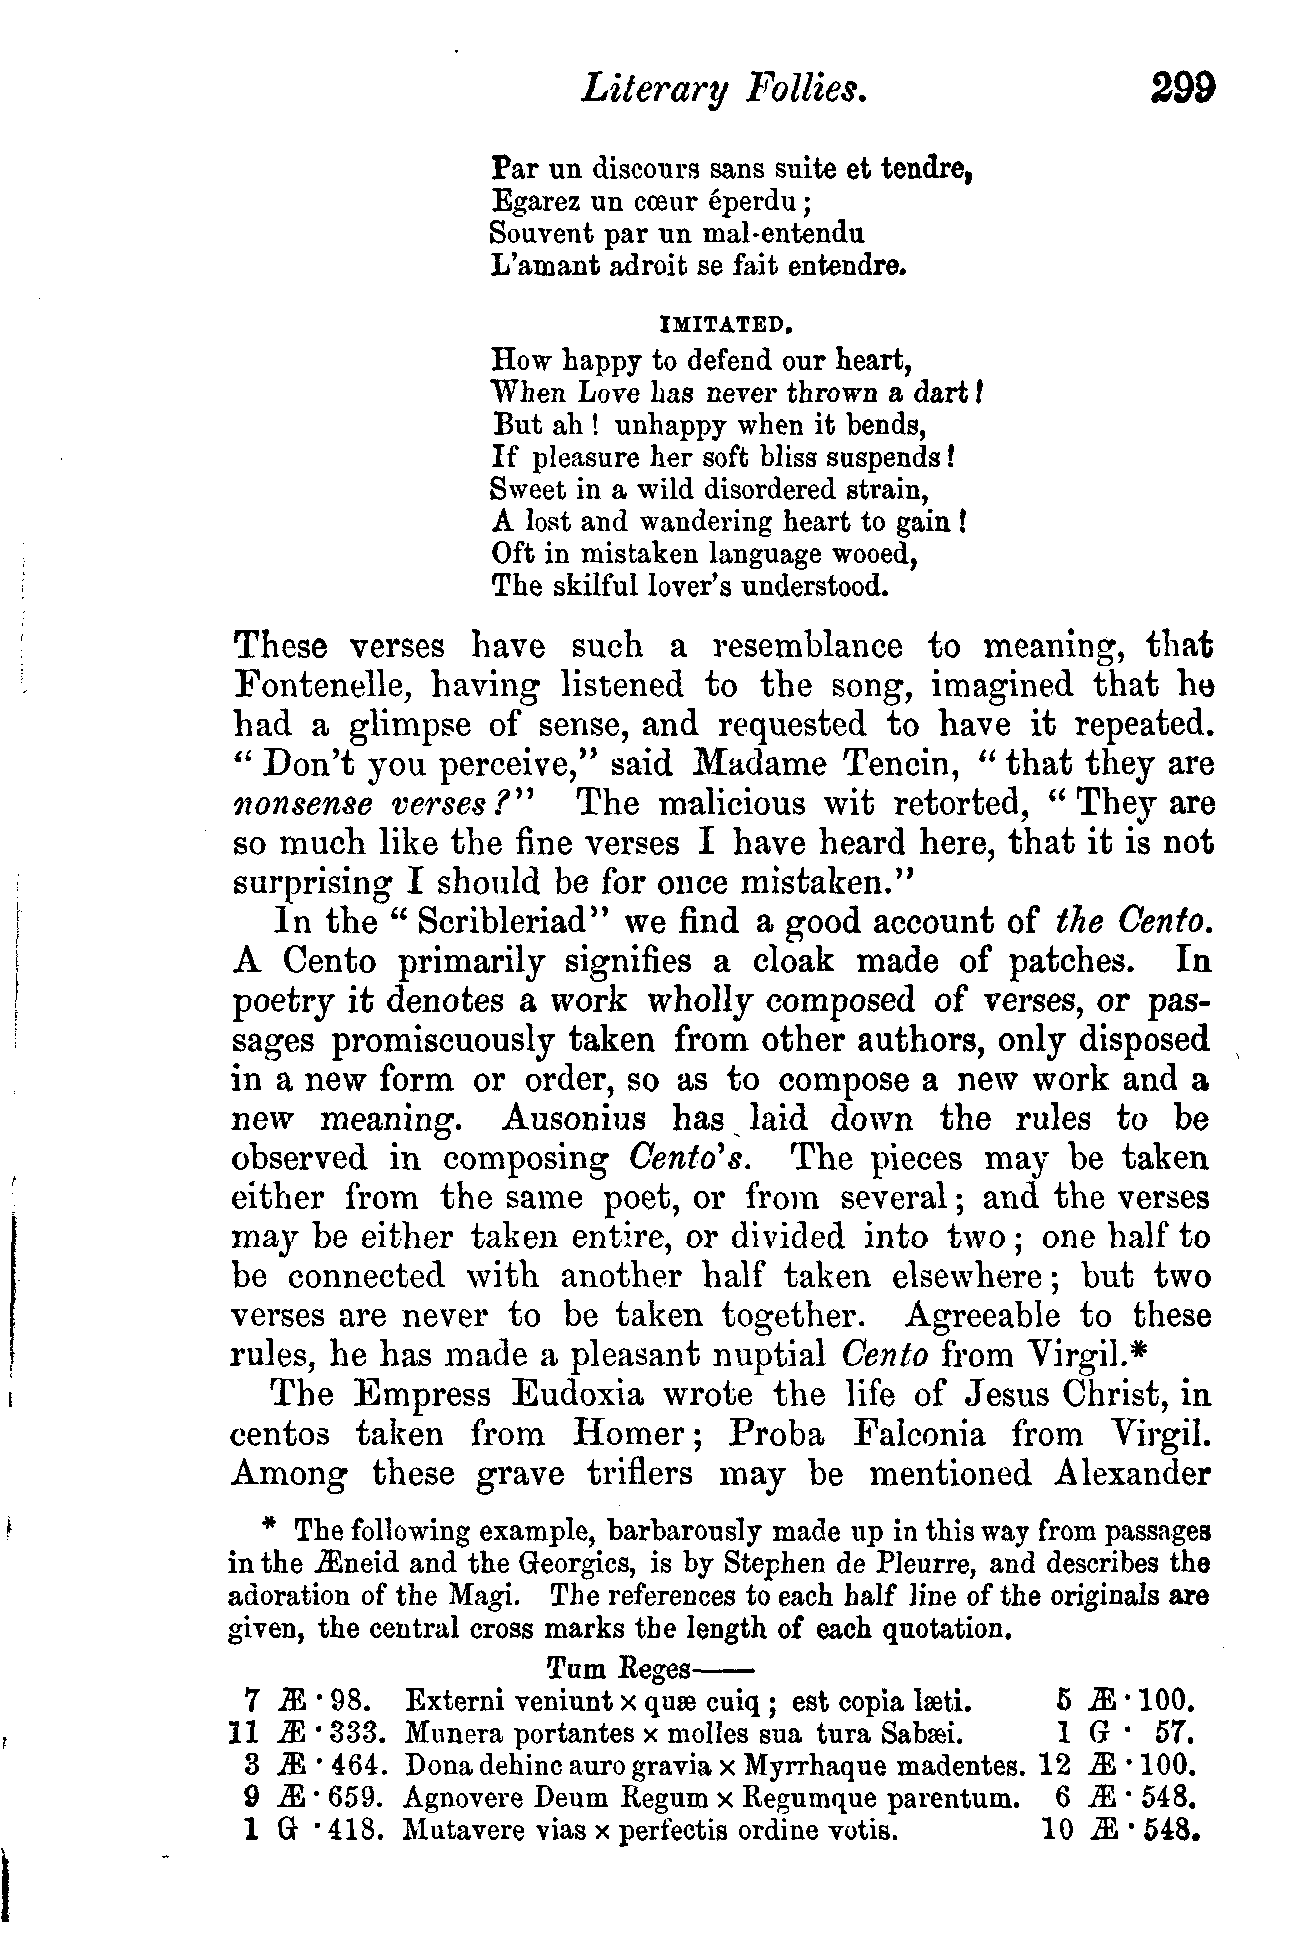 Literary Follies. 299
Par un discours sans suite et tendre,
Egarez un cœur éperdu;
Souvent par un mal-entendu
L'amant adroit se fait entendre.
IMITATED.
How happy to defend our heart,
When Love has never thrown a dart!
But ah! unhappy when it bends,
If pleasure her soft bliss suspends!
Sweet in a wild disordered strain,
A lost and wandering heart to gain!
Oft in mistaken language wooed,
The skilful lover's understood.
These verses have such a resemblance to meaning, that
Fontenelle, having listened to the song, imagined that he
had a glimpse of sense, and requested to have it repeated.
"Don't you perceive," said Madame Tencin, "that they are
nonsense verses?" The malicious wit retorted, "They are
so much like the fine verses I have heard here, that it is not
surprising I should be for once mistaken."
In the "Scribleriad" we find a good account of the Cento.
A Cento primarily signifies a cloak made of patches. In
poetry it denotes a work wholly composed of verses, or pas-
sages promiscuously taken from other authors, only disposed
in a new form or order, so as to compose a new work and a
new meaning. Ausonius has laid down the rules to be
observed in composing Cento's. The pieces may be taken
either from the same poet, or from several; and the verses
may be either taken entire, or divided into two; one half to
be connected with another half taken elsewhere; but two
verses are never to be taken together. Agreeable to these
rules, he has made a pleasant nuptial Cento from Virgil.*
The Empress Eudoxia wrote the life of Jesus Christ, in
centos taken from Homer; Proba Falconia from Virgil.
Among these grave triflers may be mentioned Alexander
* The following example, barbarously made up in this way from passages
in the Æneid and the Georgics, is by Stephen de Pleurre, and describes the
adoration of the Magi. The references to each half line of the originals are
given, the central cross marks the length of each quotation.
Tum Reges——
7 Æ · 98. Externi veniunt × quæ cuiq; est copia læti. 5 Æ · 100.
11 Æ · 333. Munera portantes × molles sua tura Sabæi. 1 G · 57.
3 Æ · 464. Dona dehinc auro gravia × Myrrhaque madentes. 12 Æ · 100.
9 Æ · 659. Agnovere Deum Regum × Regumque parentum. 6 Æ · 548.
1 G · 418. Mutavere vias × perfectis ordine votis. 10 Æ · 548.